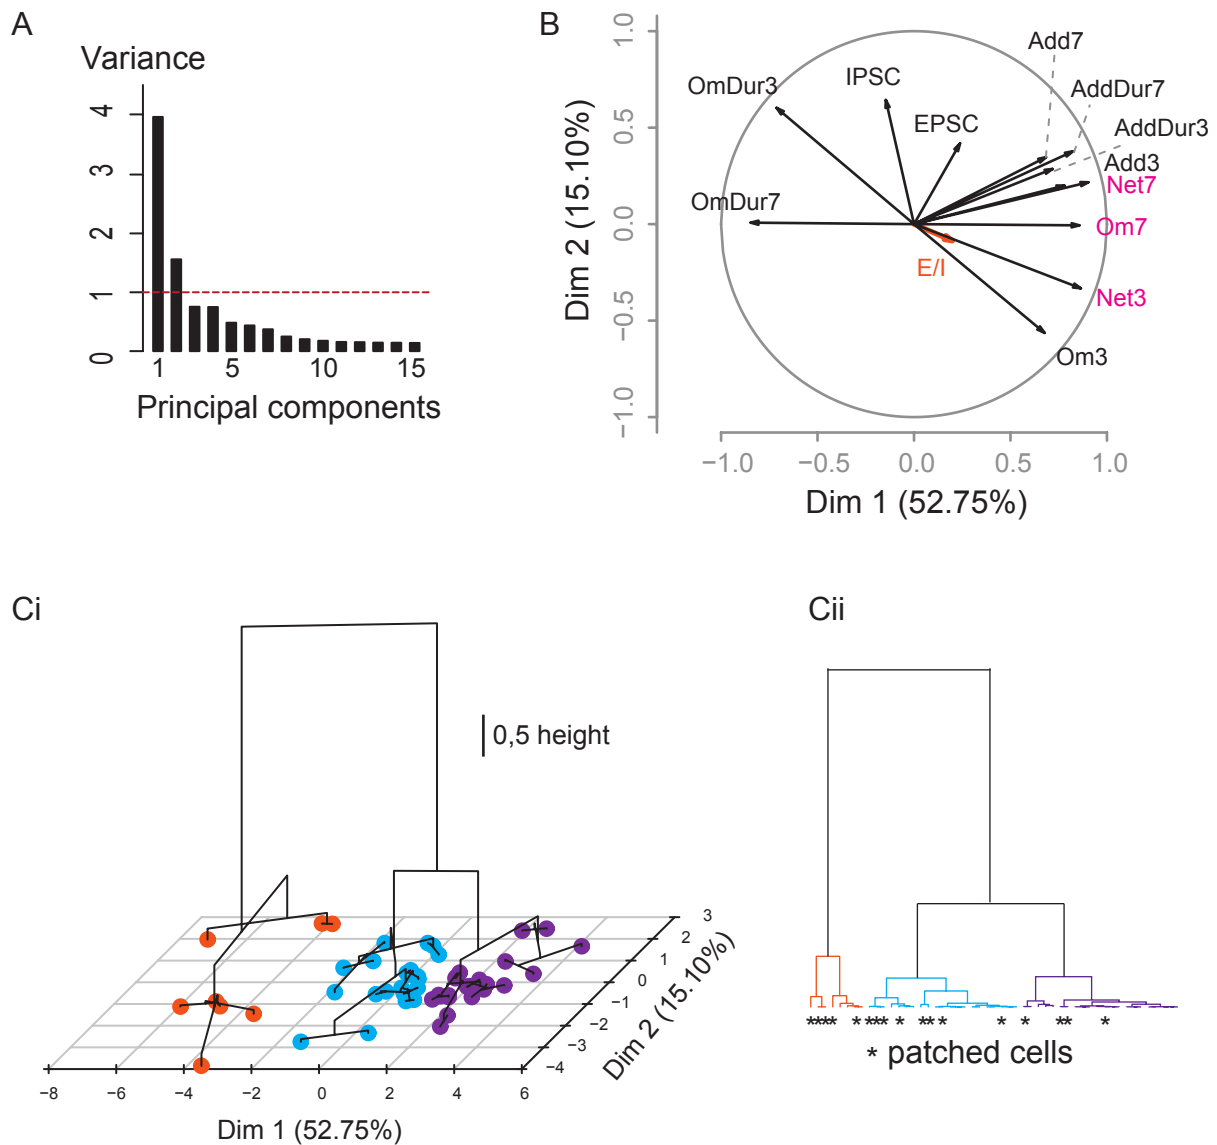 A
Variance
4
3
2
1
0
1 5 10 15
Principal components
B
1.0
0.5
0.0
−0.5
−1.0
Dim 2 (15.10%)
Add7
OmDur3
IPSC
AddDur7
EPSC
AddDur3
Add3
Net7
OmDur7
Om7
E/I
Net3
Om3
−1.0 −0.5 0.0 0.5 1.0
Dim 1 (52.75%)
Ci
0,5 height
3
2
1
0
−1
−2
−3
−4
Dim 2 (15.10%)
−8 −6 −4 −2 0 2 4 6
Dim 1 (52.75%)
Cii
**** * **** * *** * * * ** *
* patched cells